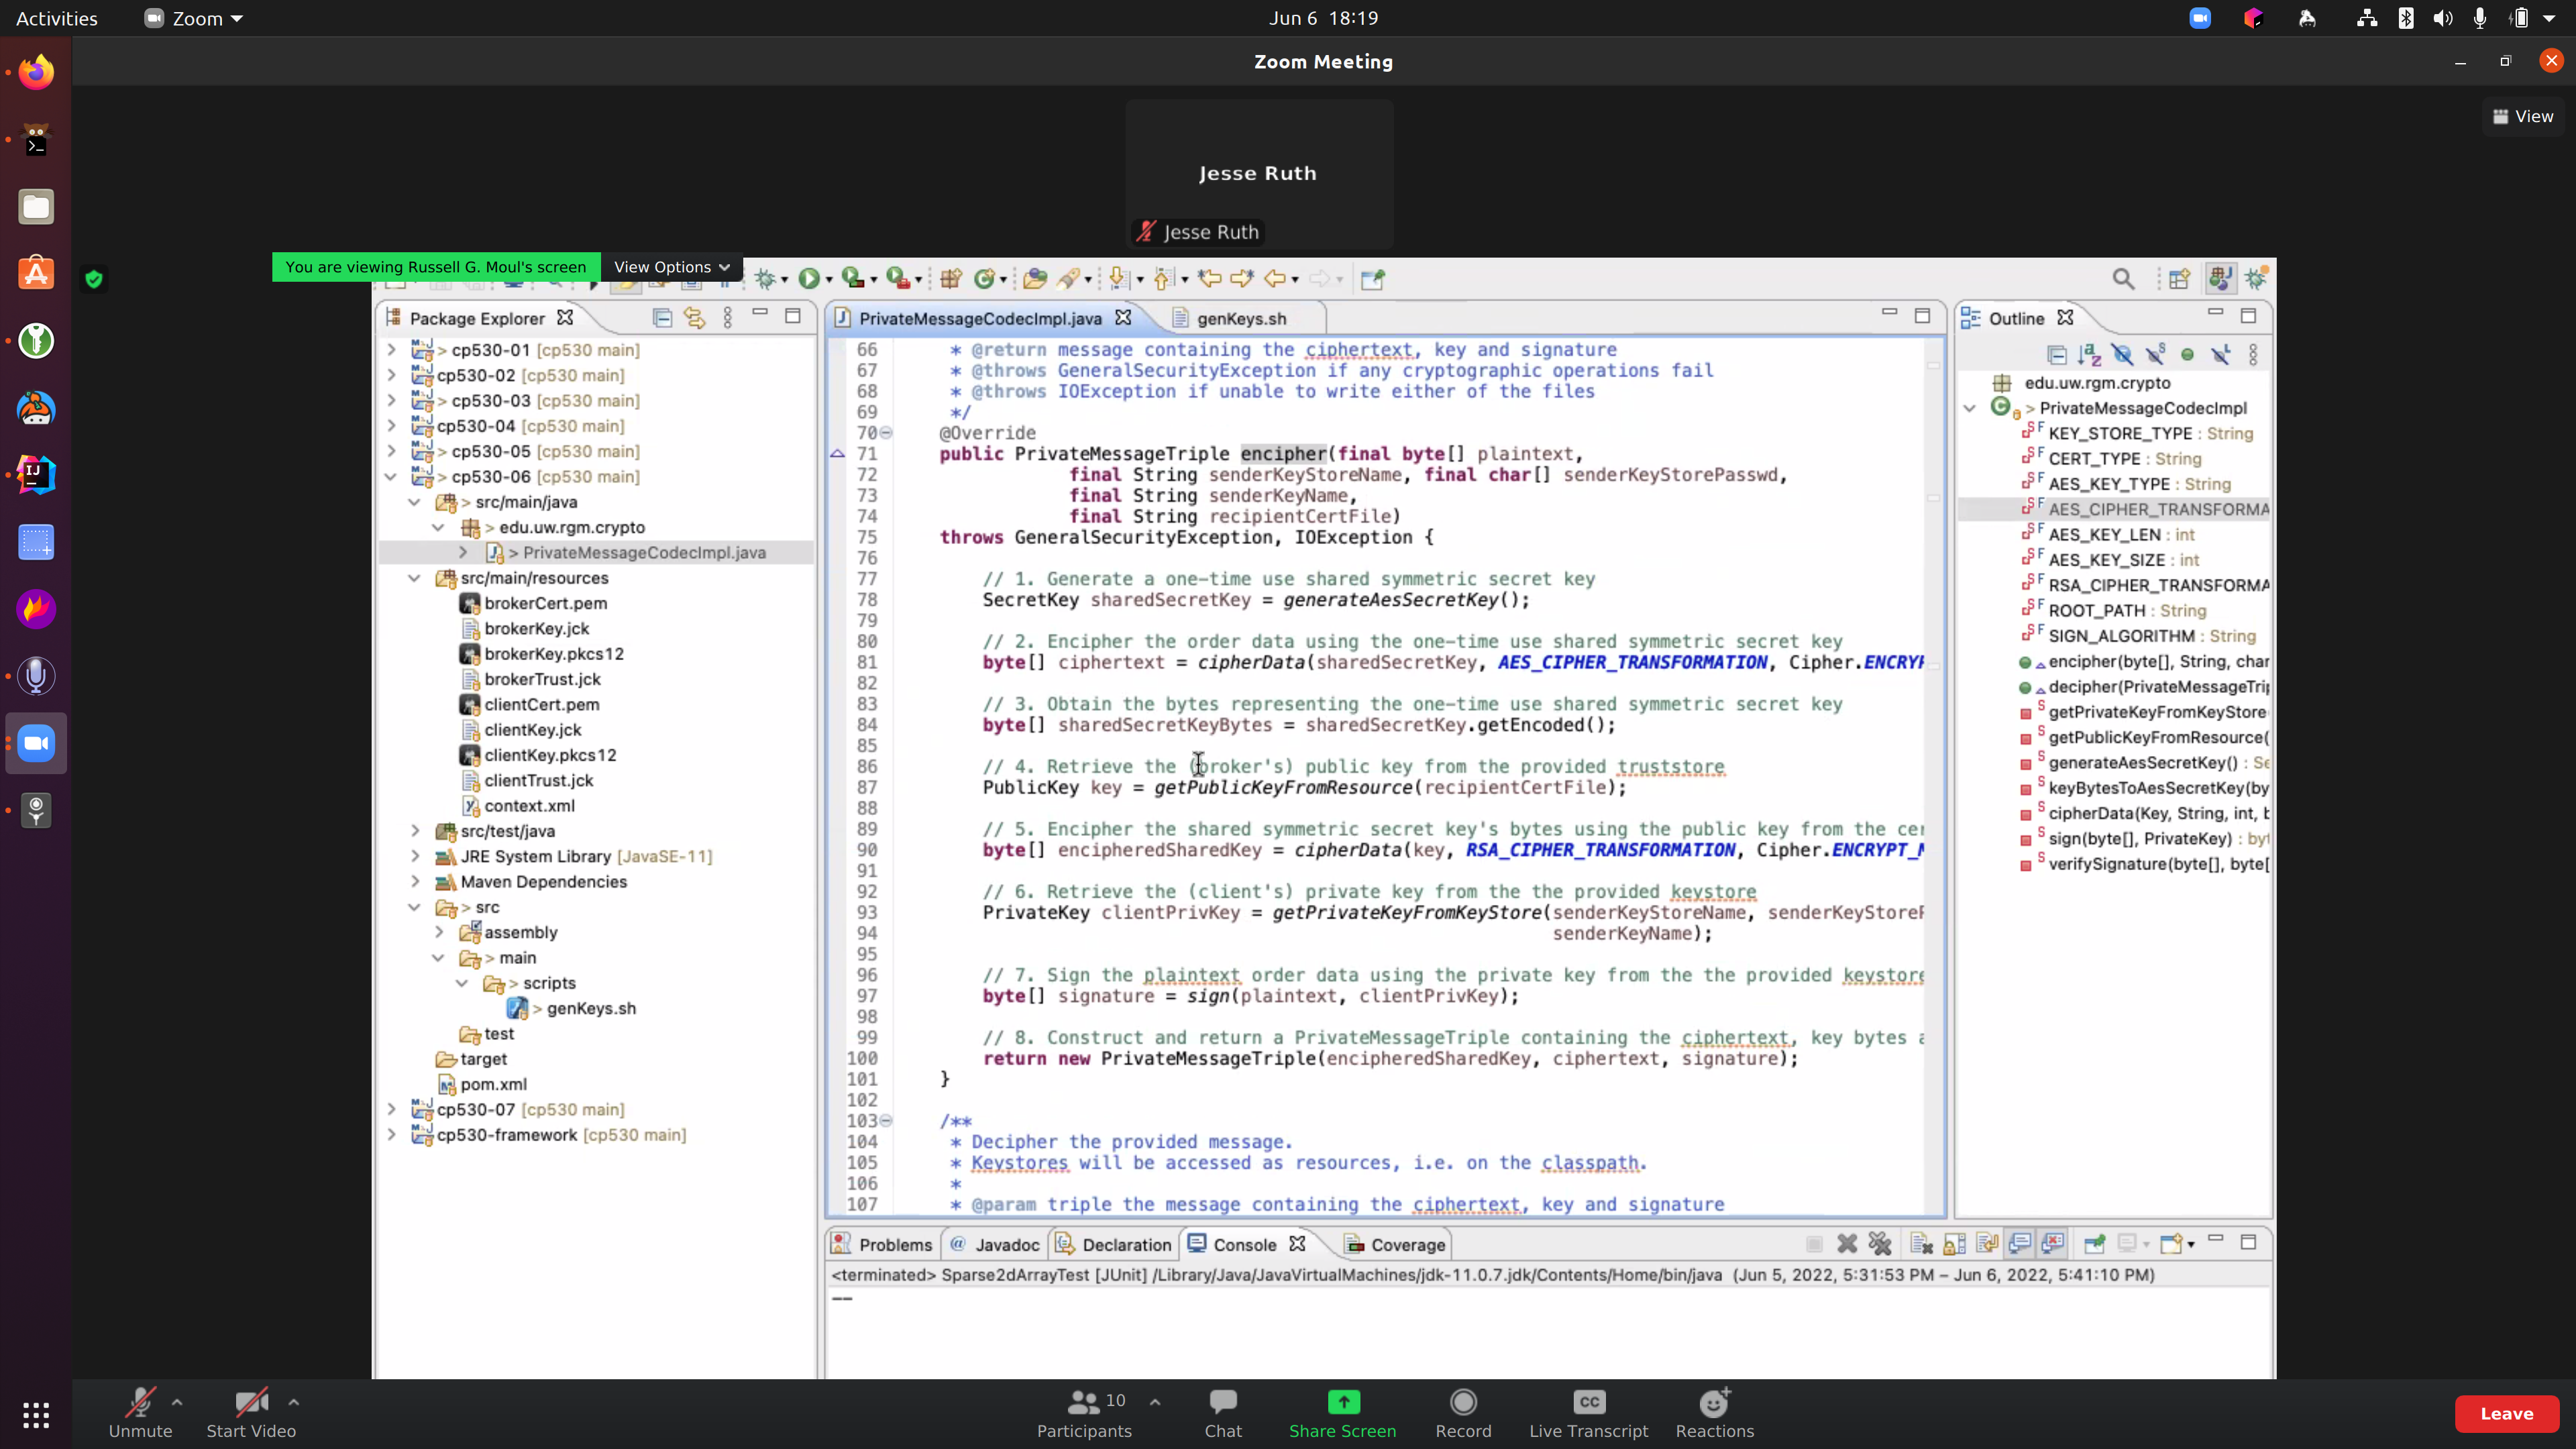 Activities
Zoom
Jun 6 18:19
Zoom Meeting
View
Jesse Ruth
Jesse Ruth
You are viewing Russell G. Moul's screen
View Options
Package Explorer
> cp530-01 [cp530 main]
cp530-02 [cp530 main]
> cp530-03 [cp530 main]
cp530-04 [cp530 main]
> cp530-05 [cp530 main]
> cp530-06 [cp530 main]
> src/main/java
> edu.uw.rgm.crypto
> PrivateMessageCodecImpl.java
src/main/resources
brokerCert.pem
brokerKey.jck
brokerKey.pkcs12
brokerTrust.jck
clientCert.pem
clientKey.jck
clientKey.pkcs12
clientTrust.jck
context.xml
src/test/java
JRE System Library [JavaSE-11]
Maven Dependencies
> src
assembly
> main
> scripts
> genKeys.sh
test
target
pom.xml
cp530-07 [cp530 main]
cp530-framework [cp530 main]
PrivateMessageCodecImpl.java
genKeys.sh
66 * @return message containing the ciphertext, key and signature
67 * @throws GeneralSecurityException if any cryptographic operations fail
68 * @throws IOException if unable to write either of the files
69 */
70 @Override
71 public PrivateMessageTriple encipher(final byte[] plaintext,
72 final String senderKeyStoreName, final char[] senderKeyStorePasswd,
73 final String senderKeyName,
74 final String recipientCertFile)
75 throws GeneralSecurityException, IOException {
76
77 // 1. Generate a one-time use shared symmetric secret key
78 SecretKey sharedSecretKey = generateAesSecretKey();
79
80 // 2. Encipher the order data using the one-time use shared symmetric secret key
81 byte[] ciphertext = cipherData(sharedSecretKey, AES_CIPHER_TRANSFORMATION, Cipher.ENCRY
82
83 // 3. Obtain the bytes representing the one-time use shared symmetric secret key
84 byte[] sharedSecretKeyBytes = sharedSecretKey.getEncoded();
85
86 // 4. Retrieve the (broker's) public key from the provided truststore
87 PublicKey key = getPublicKeyFromResource(recipientCertFile);
88
89 // 5. Encipher the shared symmetric secret key's bytes using the public key from the cer
90 byte[] encipheredSharedKey = cipherData(key, RSA_CIPHER_TRANSFORMATION, Cipher.ENCRYPT_M
91
92 // 6. Retrieve the (client's) private key from the the provided keystore
93 PrivateKey clientPrivKey = getPrivateKeyFromKeyStore(senderKeyStoreName, senderKeyStoreP
94 senderKeyName);
95
96 // 7. Sign the plaintext order data using the private key from the the provided keystore
97 byte[] signature = sign(plaintext, clientPrivKey);
98
99 // 8. Construct and return a PrivateMessageTriple containing the ciphertext, key bytes a
100 return new PrivateMessageTriple(encipheredSharedKey, ciphertext, signature);
101 }
102
103 /**
104 * Decipher the provided message.
105 * Keystores will be accessed as resources, i.e. on the classpath.
106 *
107 * @param triple the message containing the ciphertext, key and signature
Outline
edu.uw.rgm.crypto
> PrivateMessageCodecImpl
KEY_STORE_TYPE : String
CERT_TYPE : String
AES_KEY_TYPE : String
AES_CIPHER_TRANSFORMA
AES_KEY_LEN : int
AES_KEY_SIZE : int
RSA_CIPHER_TRANSFORMA
ROOT_PATH : String
SIGN_ALGORITHM : String
encipher(byte[], String, char
decipher(PrivateMessageTrip
getPrivateKeyFromKeyStore
getPublicKeyFromResource(
generateAesSecretKey() : Se
keyBytesToAesSecretKey(by
cipherData(Key, String, int, b
sign(byte[], PrivateKey) : byt
verifySignature(byte[], byte[
Problems
Javadoc
Declaration
Console
Coverage
<terminated> Sparse2dArrayTest [JUnit] /Library/Java/JavaVirtualMachines/jdk-11.0.7.jdk/Contents/Home/bin/java (Jun 5, 2022, 5:31:53 PM – Jun 6, 2022, 5:41:10 PM)
Unmute
Start Video
Participants 10
Chat
Share Screen
Record
CC
Live Transcript
Reactions
Leave